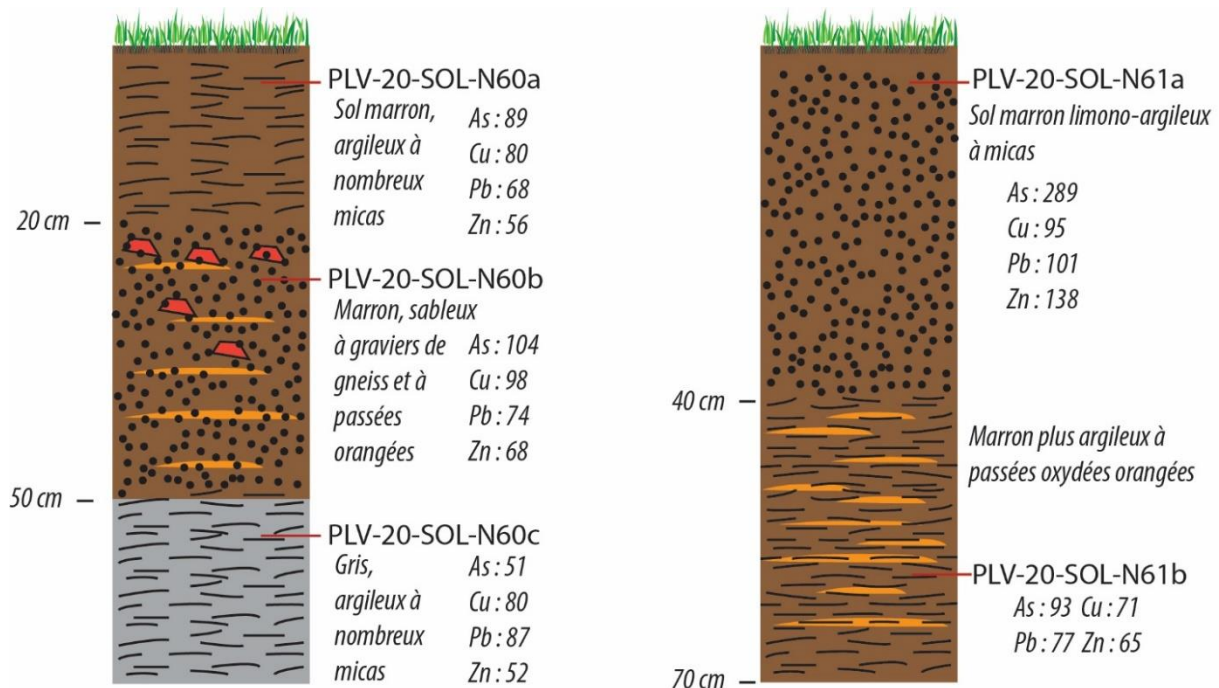 PLV-20-SOL-N60a
Sol marron,
argileux à
nombreux
micas
As : 89
Cu : 80
Pb : 68
Zn : 56
20 cm
PLV-20-SOL-N60b
Marron, sableux
à graviers de
gneiss et à
passées
orangées
As : 104
Cu : 98
Pb : 74
Zn : 68
50 cm
PLV-20-SOL-N60c
Gris,
argileux à
nombreux
micas
As : 51
Cu : 80
Pb : 87
Zn : 52
PLV-20-SOL-N61a
Sol marron limono-argileux
à micas
As : 289
Cu : 95
Pb : 101
Zn : 138
40 cm
Marron plus argileux à
passées oxydées orangées
PLV-20-SOL-N61b
As : 93 Cu : 71
Pb : 77 Zn : 65
70 cm